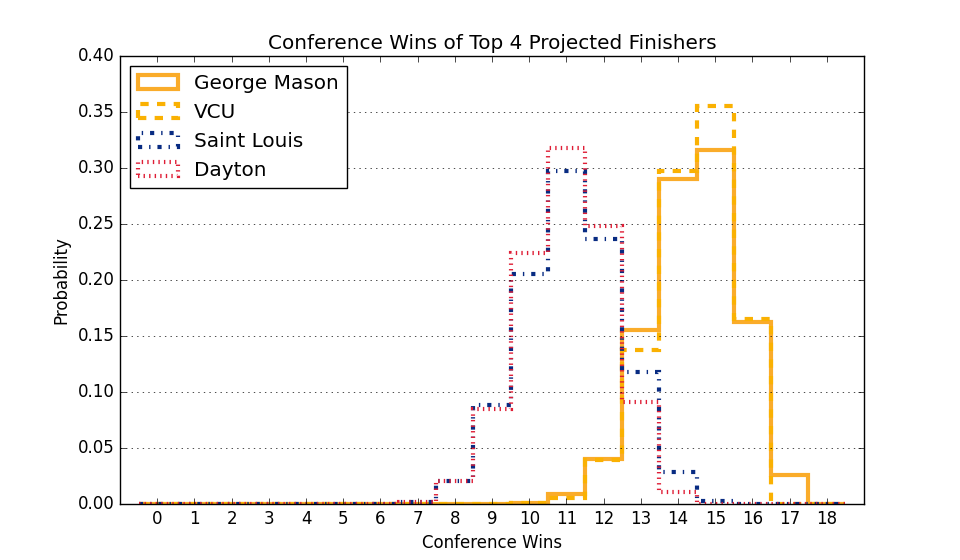 Conference Wins of Top 4 Projected Finishers
0.40
0.35
0.30
0.25
0.20
0.15
0.10
0.05
0.00
Probability
George Mason
VCU
Saint Louis
Dayton
0 1 2 3 4 5 6 7 8 9 10 11 12 13 14 15 16 17 18
Conference Wins